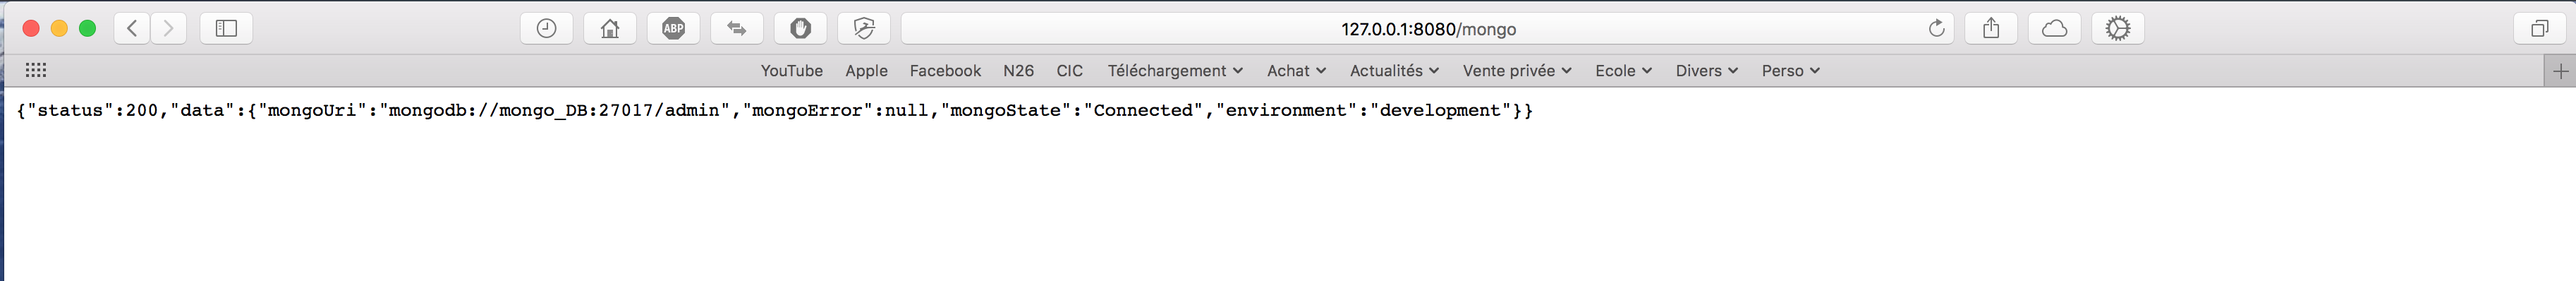 ABP
127.0.0.1:8080/mongo
YouTube Apple Facebook N26 CIC Téléchargement Achat Actualités Vente privée Ecole Divers Perso
{"status":200,"data":{"mongoUri":"mongodb://mongo_DB:27017/admin","mongoError":null,"mongoState":"Connected","environment":"development"}}